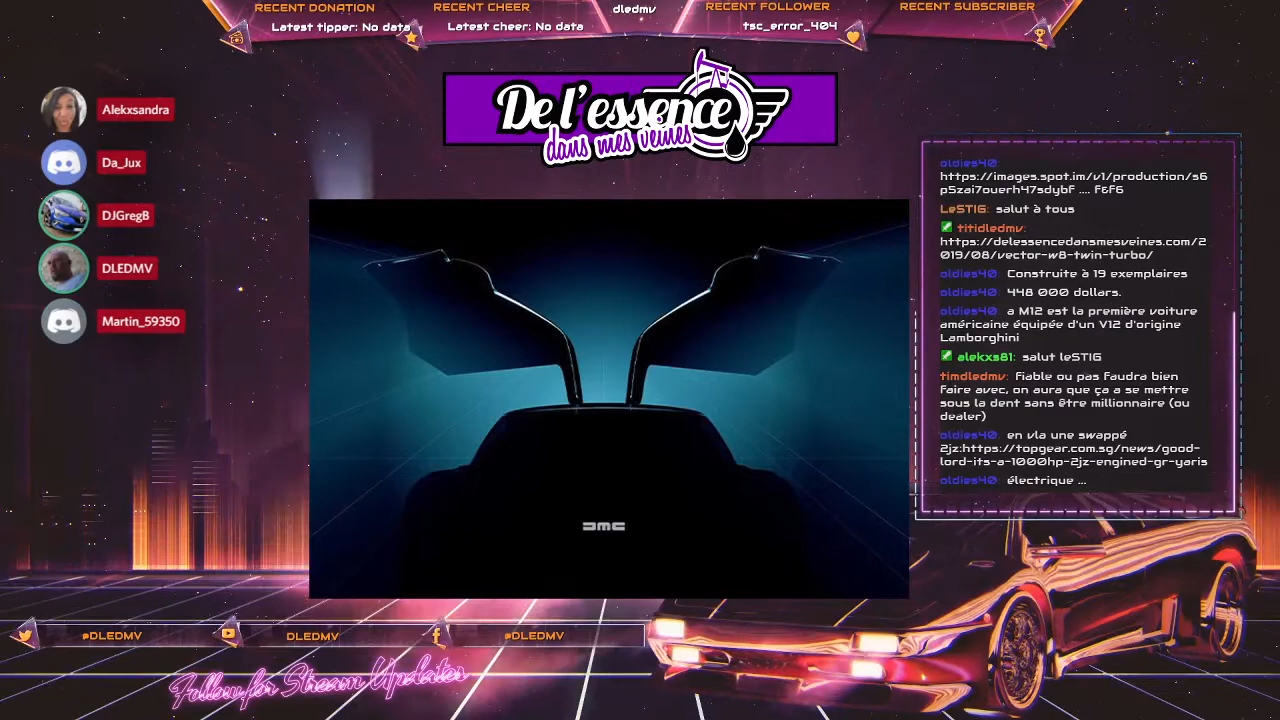 RECENT DONATION
Latest tipper: No data
RECENT CHEER
Latest cheer: No data
dledmv
RECENT FOLLOWER
tsc_error_404
RECENT SUBSCRIBER
De l'essence
dans mes veines
Alekxsandra
Da_Jux
DJGregB
DLEDMV
Martin_59350
DMC
oldies40:
https://images.spot.im/v1/production/s6
p5zai7ouerh47sdybf .... f6f6
LeSTIG: salut à tous
titidledmv:
https://delessencedansmesveines.com/2
019/08/vector-w8-twin-turbo/
oldies40: Construite à 19 exemplaires
oldies40: 448 000 dollars.
oldies40: a M12 est la première voiture
américaine équipée d'un V12 d'origine
Lamborghini
alekxs81: salut leSTIG
timdledmv: Fiable ou pas faudra bien
faire avec, on aura que ça a se mettre
sous la dent sans être millionnaire (ou
dealer)
oldies40: en vla une swappé
2jz:https://topgear.com.sg/news/good-
lord-its-a-1000hp-2jz-engined-gr-yaris
oldies40: électrique ...
@DLEDMV
DLEDMV
@DLEDMV
Follow for Stream Updates